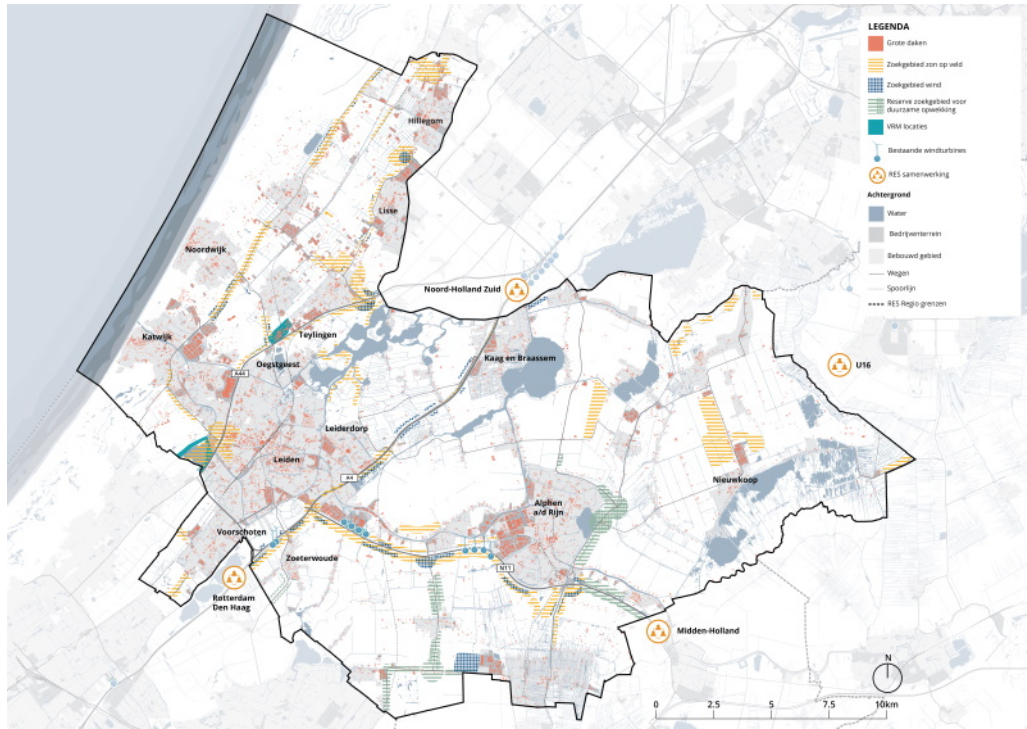 LEGENDA
Grote daken
Zoekgebied zon op veld
Zoekgebied wind
Reserve zoekgebied voor
duurzame opwekking
VRM locaties
Bestaande windturbines
RES samenwerking
Achtergrond
Water
Bedrijventerrein
Bebouwd gebied
Wegen
Spoorlijn
RES Regio grenzen
Hillegom
Lisse
Noordwijk
Noord-Holland Zuid
Katwijk
Teylingen
Oegstgeest
Kaag en Braassem
U16
A44
Leiderdorp
Leiden
A4
Nieuwkoop
Alphen
a/d Rijn
Voorschoten
Zoeterwoude
N11
Rotterdam
Den Haag
Midden-Holland
N
0 2.5 5 7.5 10km